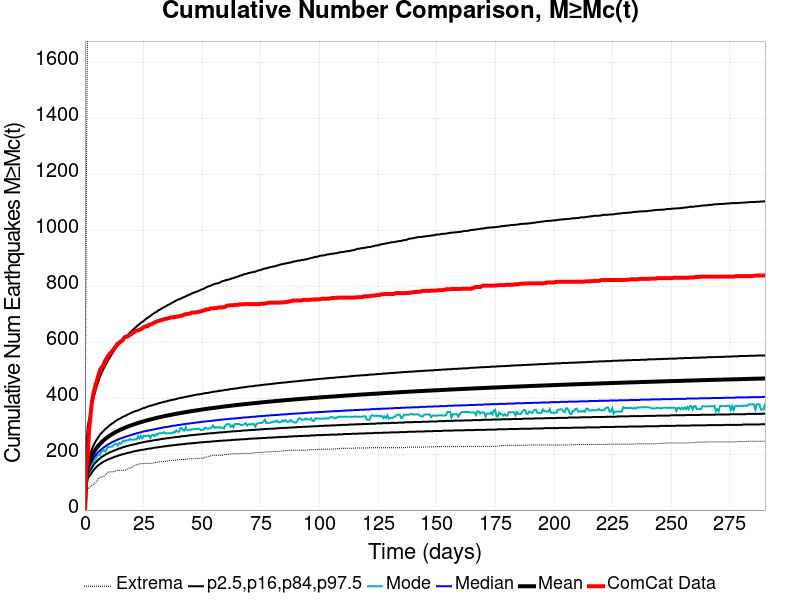 Cumulative Number Comparison, M≥Mc(t)
Cumulative Num Earthquakes M≥Mc(t)
1600
1400
1200
1000
800
600
400
200
0
0 25 50 75 100 125 150 175 200 225 250 275
Time (days)
Extrema p2.5,p16,p84,p97.5 Mode Median Mean ComCat Data